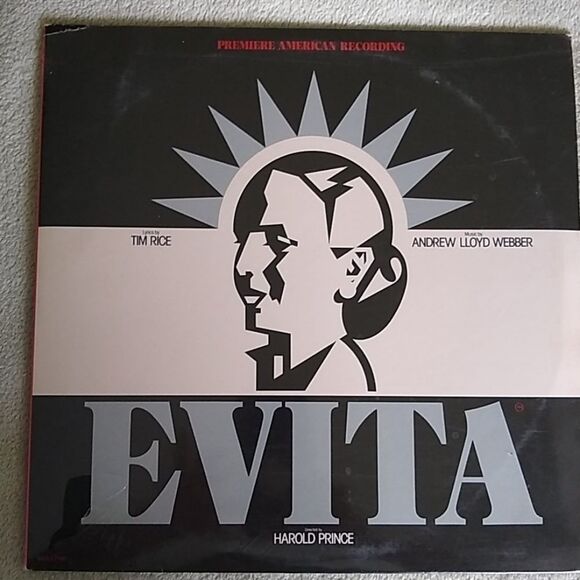 PREMIERE AMERICAN RECORDING
Lyrics by
TIM RICE
Music by
ANDREW LLOYD WEBBER
EVITA
Directed by
HAROLD PRINCE